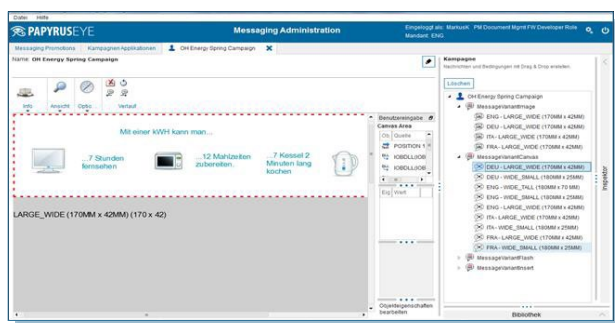 Datei Hilfe
PAPYRUSEYE
Messaging Administration
Eingeloggt als: MarkusK PM Document Mgmt FW Developer Role
Mandant: ENG
Messaging Promotions
Kampagnen Applikationen
OH Energy Spring Campaign
Name: OH Energy Spring Campaign
Info
Ansicht
Optic...
Verlauf
Mit einer kWH kann man...
...7 Stunden
fernsehen
...12 Mahlzeiten
zubereiten.
...7 Kessel 2
Minuten lang
kochen
LARGE_WIDE (170MM x 42MM) (170 x 42)
Benutzereingabe
Canvas Area
Obj Quelle
POSITION 1
Eig Wert
Objekteigenschaften
bearbeiten
Kampagne
Nachrichten und Bedingungen mit Drag & Drop erstellen.
Löschen
OH Energy Spring Campaign
MessageVariantImage
ENG - LARGE_WIDE (170MM x 42MM)
DEU - LARGE_WIDE (170MM x 42MM)
ITA - LARGE_WIDE (170MM x 42MM)
FRA - LARGE_WIDE (170MM x 42MM)
MessageVariantCanvas
DEU - LARGE_WIDE (170MM x 42MM)
DEU - WIDE_SMALL (180MM x 25MM)
ENG - WIDE_TALL (180MM x 70 MM)
ENG - WIDE_SMALL (180MM x 25MM)
ENG - LARGE_WIDE (170MM x 42MM)
ITA - LARGE_WIDE (170MM x 42MM)
ITA - WIDE_SMALL (180MM x 25MM)
FRA - LARGE_WIDE (170MM x 42MM)
FRA - WIDE_SMALL (180MM x 25MM)
MessageVariantFlash
MessageVariantInsert
Inspektor
Bibliothek